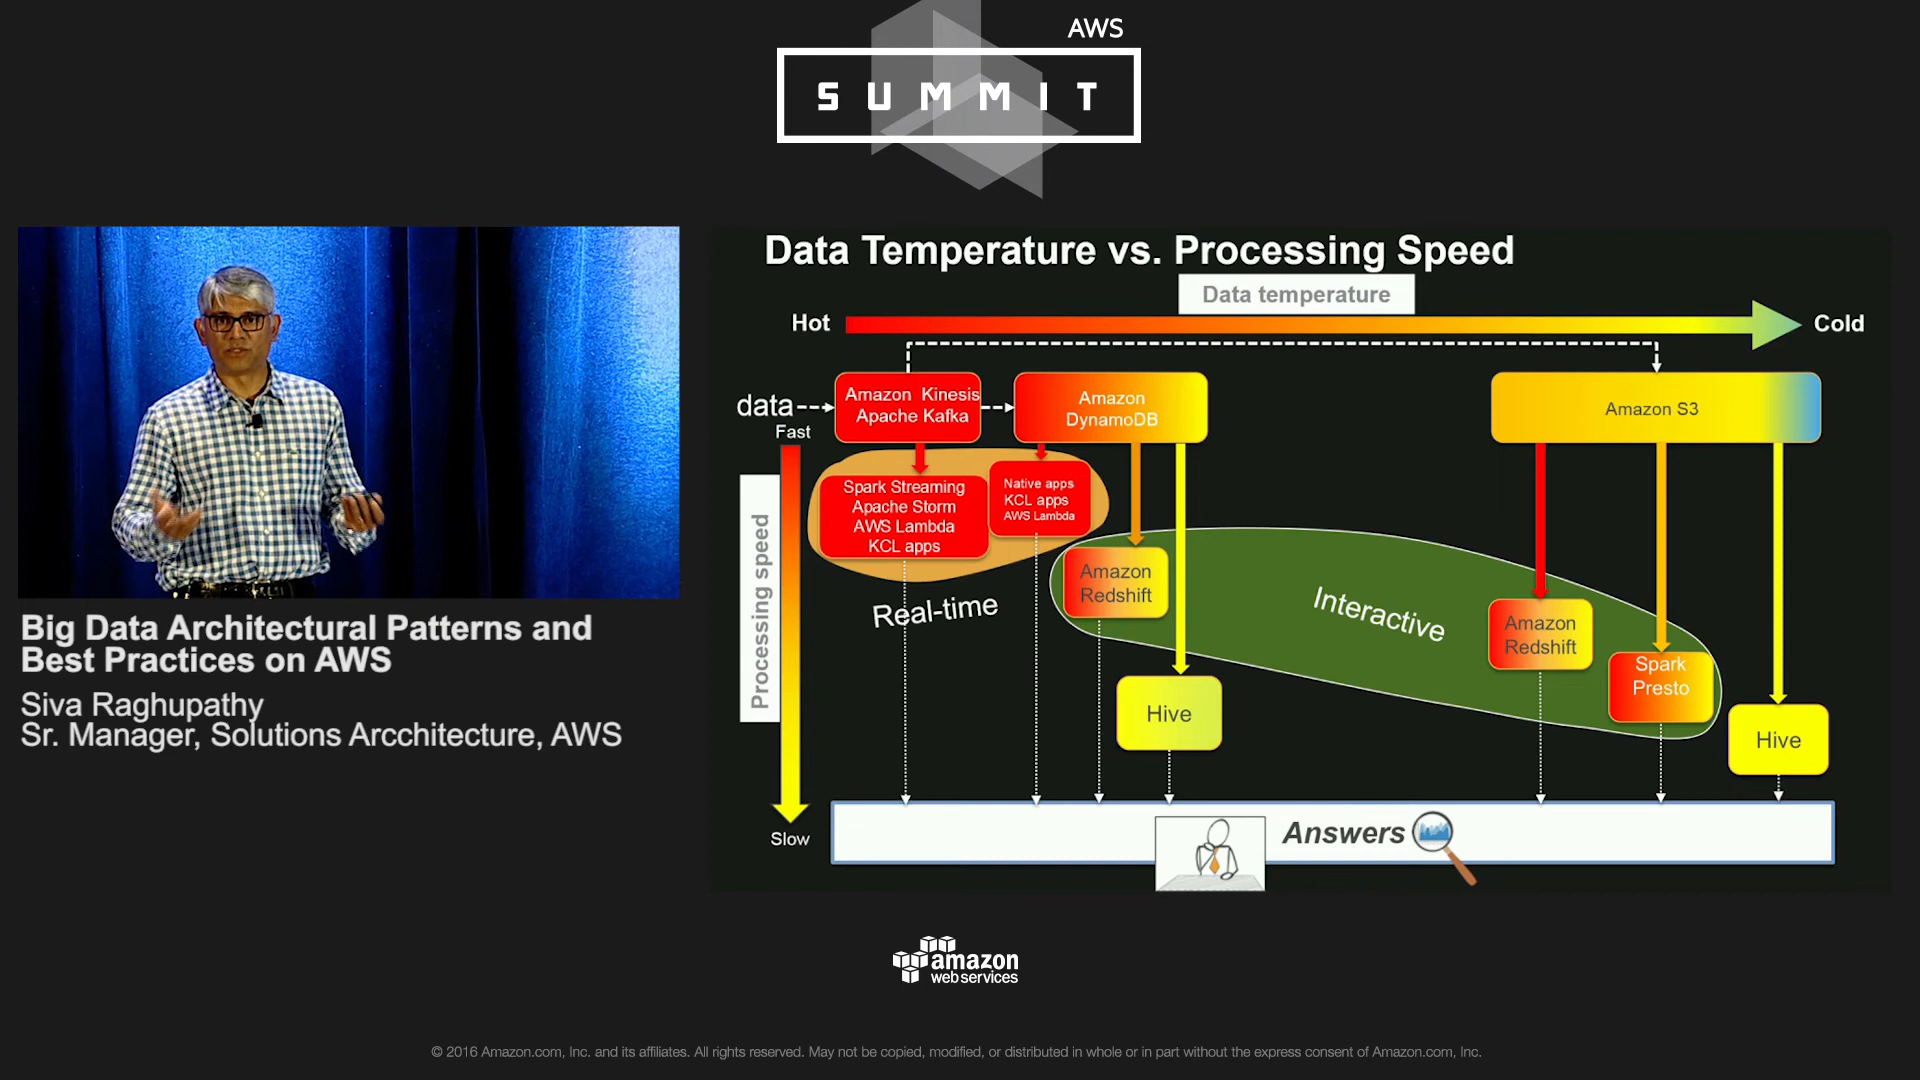 AWS
SUMMIT
Big Data Architectural Patterns and
Best Practices on AWS
Siva Raghupathy
Sr. Manager, Solutions Arcchitecture, AWS
Data Temperature vs. Processing Speed
Data temperature
Hot
Cold
data
Amazon Kinesis
Apache Kafka
Amazon
DynamoDB
Amazon S3
Fast
Processing speed
Slow
Spark Streaming
Apache Storm
AWS Lambda
KCL apps
Native apps
KCL apps
AWS Lambda
Real-time
Amazon
Redshift
Interactive
Hive
Amazon
Redshift
Spark
Presto
Hive
Answers
amazon
webservices
© 2016 Amazon.com, Inc. and its affiliates. All rights reserved. May not be copied, modified, or distributed in whole or in part without the express consent of Amazon.com, Inc.